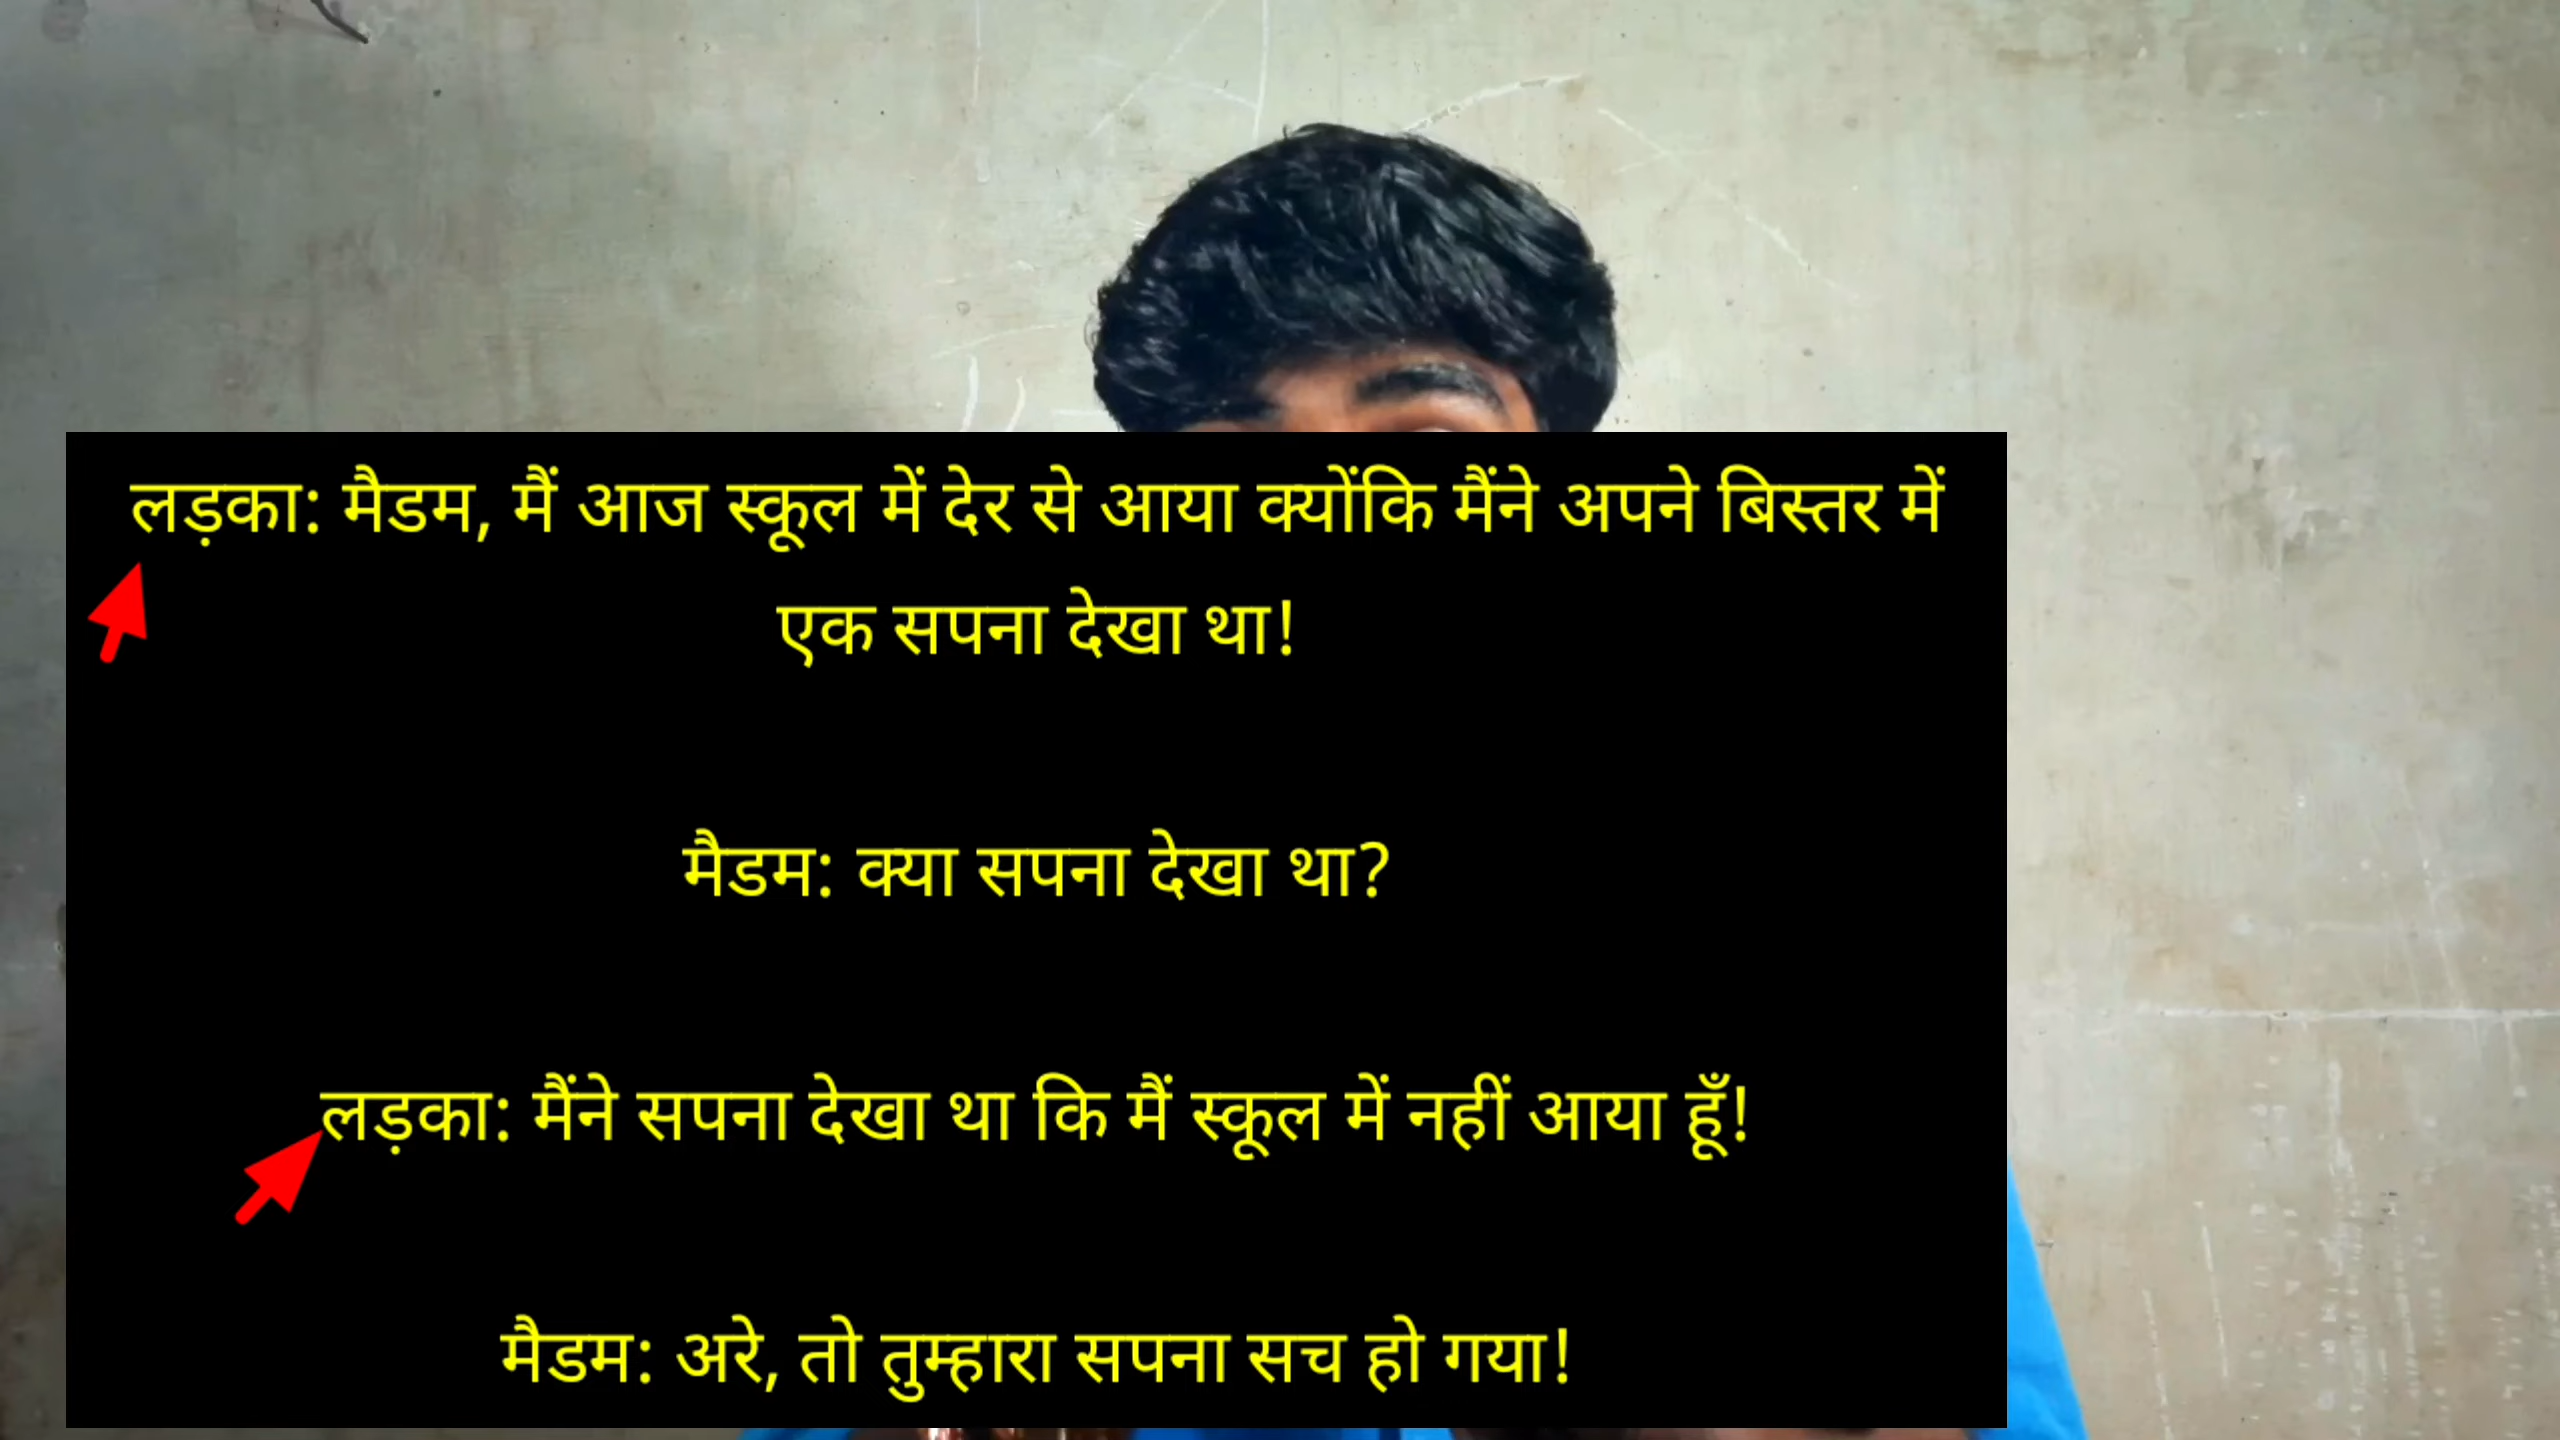 लड़का: मैडम, मैं आज स्कूल में देर से आया क्योंकि मैंने अपने बिस्तर में
एक सपना देखा था!
मैडम: क्या सपना देखा था?
लड़का: मैंने सपना देखा था कि मैं स्कूल में नहीं आया हूँ!
मैडम: अरे, तो तुम्हारा सपना सच हो गया!